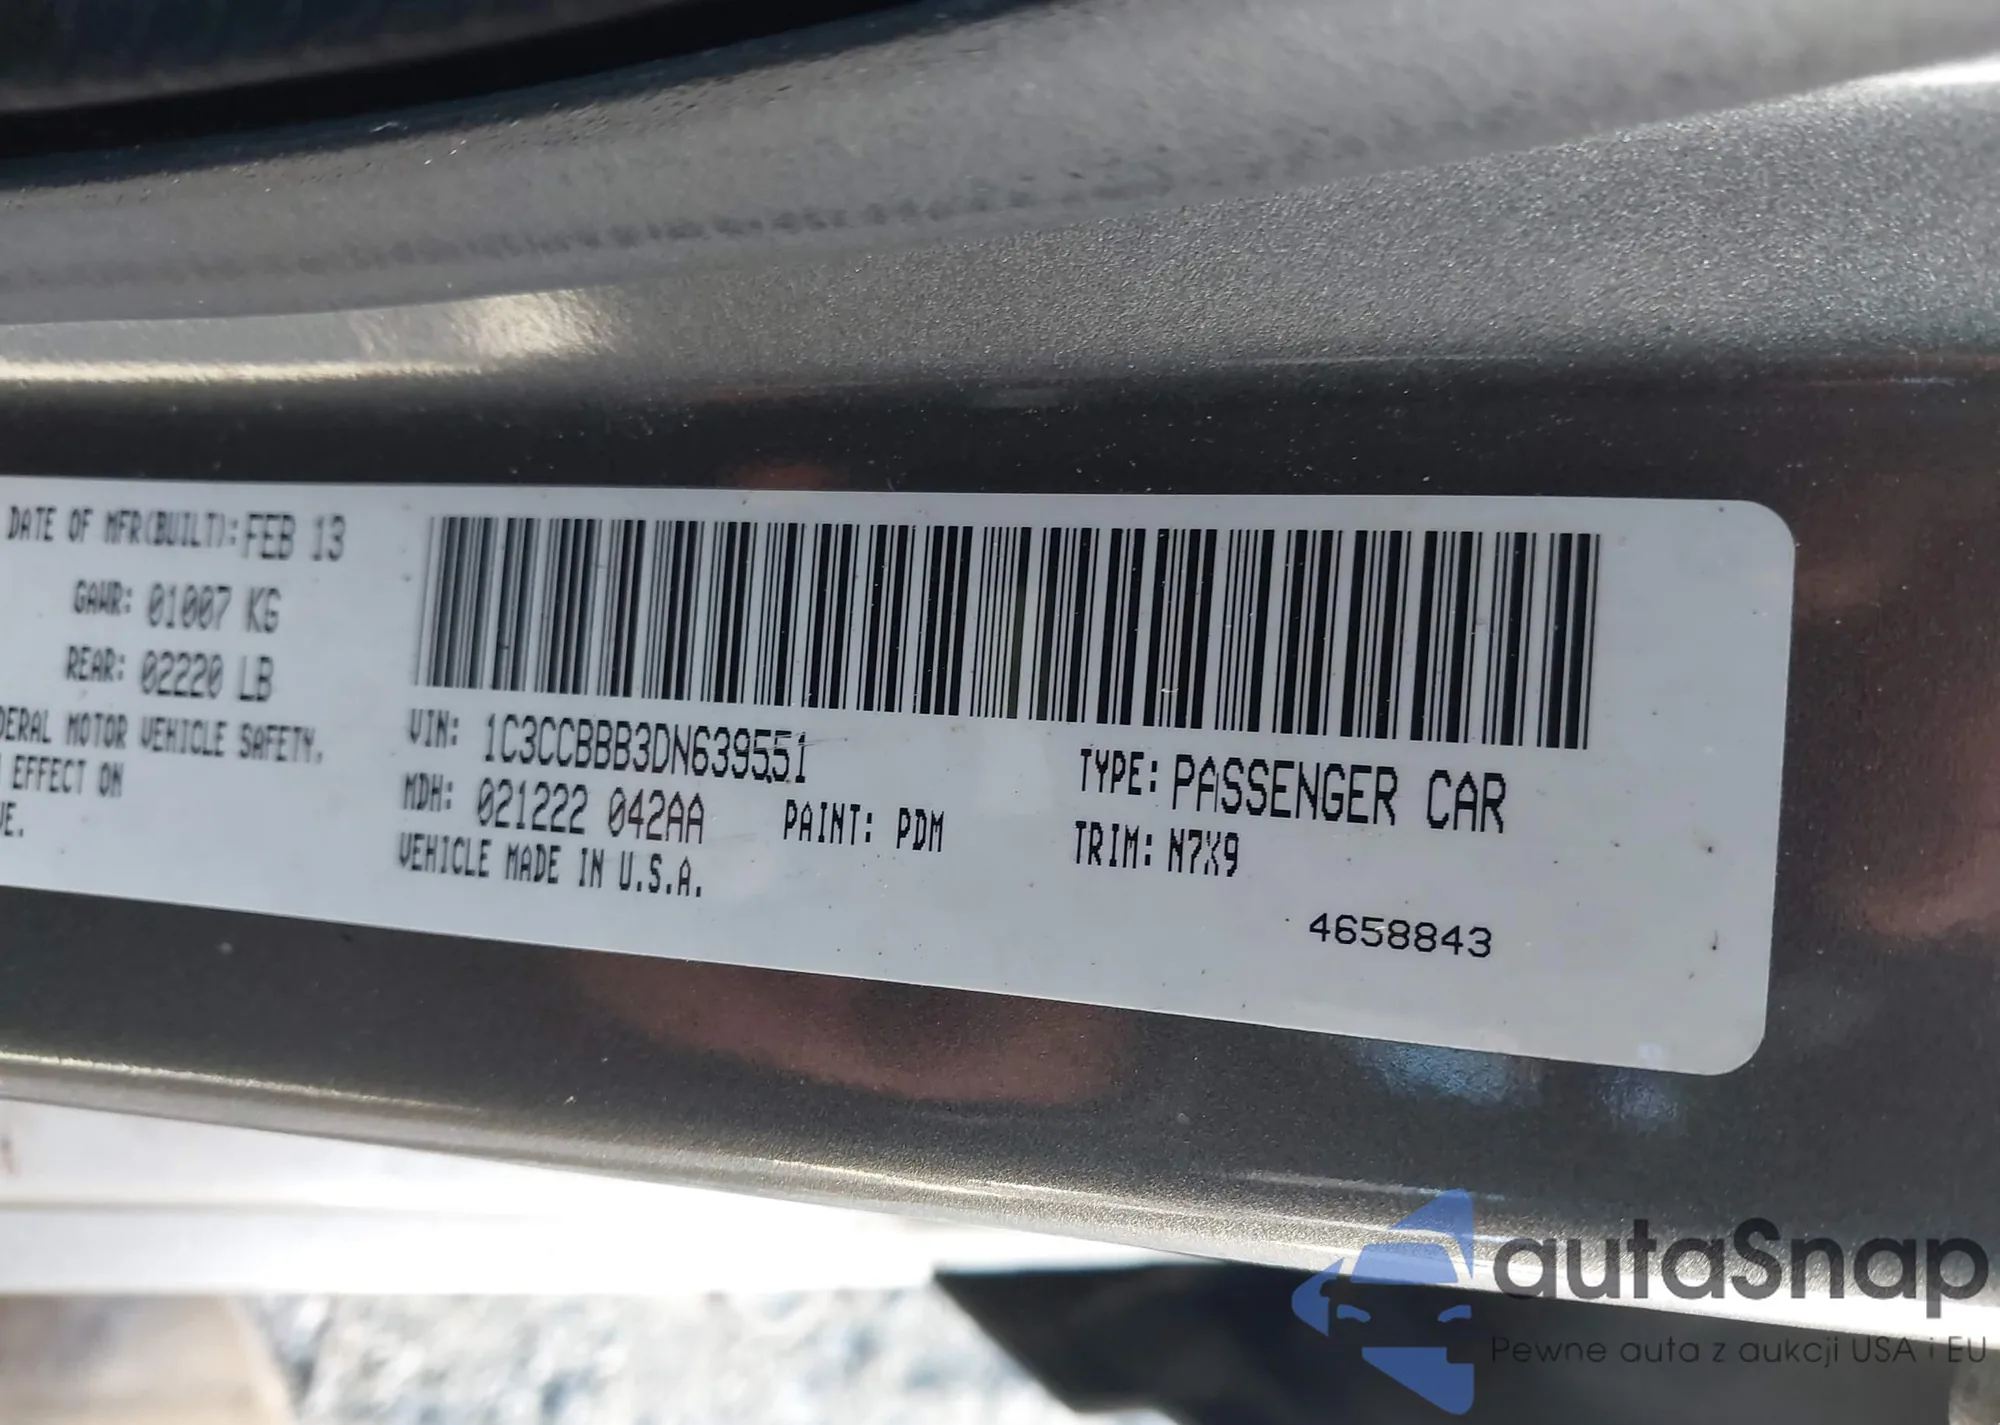 DATE OF MFR(BUILT): FEB 13
GAWR: 01007 KG
REAR: 02220 LB
DERAL MOTOR VEHICLE SAFETY.
EFFECT ON
VE.
VIN: 1C3CCBBB3DN639551
MDH: 021222 042AA
PAINT: PDM
VEHICLE MADE IN U.S.A.
TYPE: PASSENGER CAR
TRIM: N7X9
4658843
autaSnap
Pewne auta z aukcji USA i EU